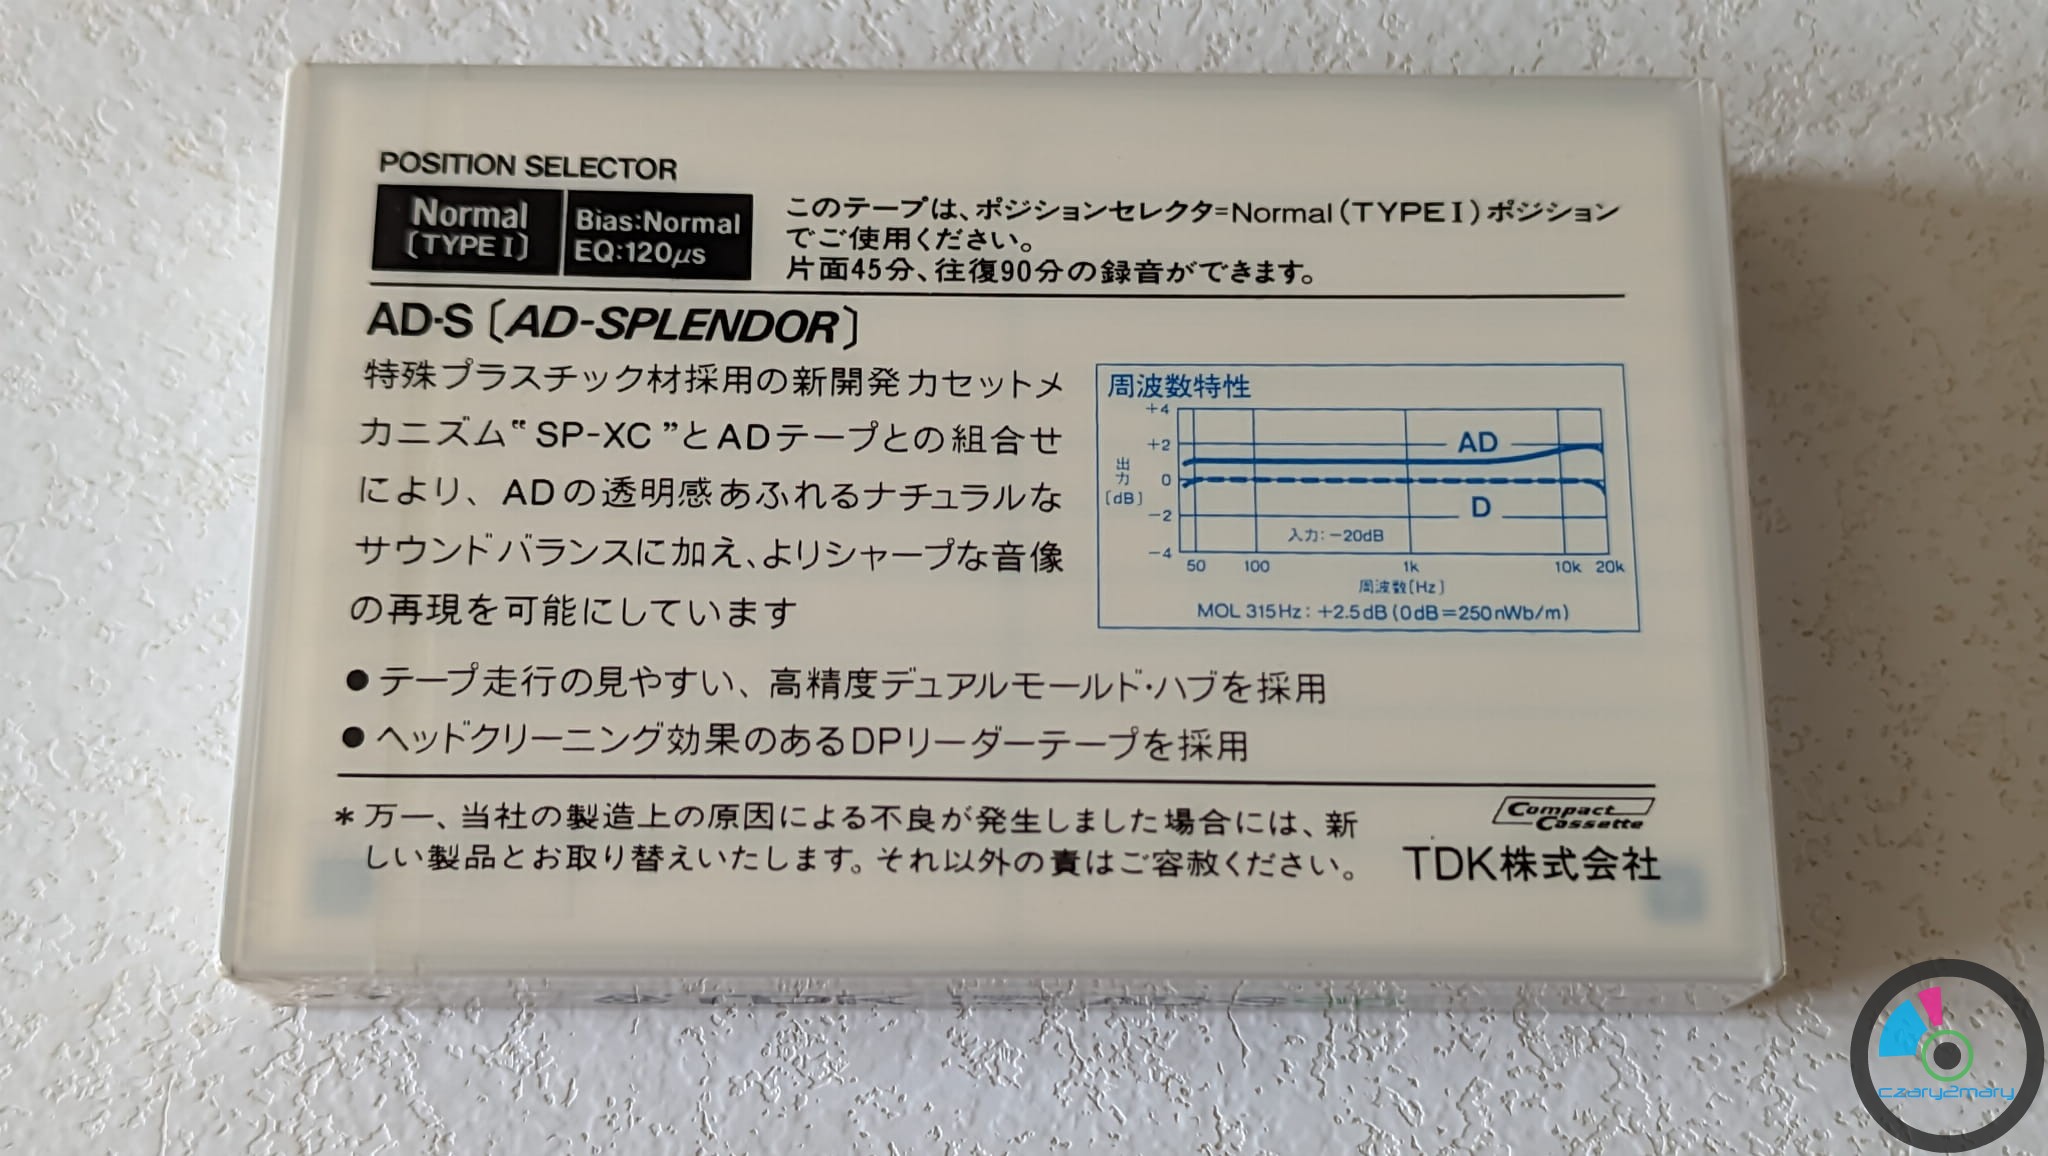 POSITION SELECTOR
Normal
〔TYPE I〕
Bias:Normal
EQ:120μs
このテープは、ポジションセレクタ=Normal(TYPE I)ポジション
でご使用ください。
片面45分、往復90分の録音ができます。
AD-S〔AD-SPLENDOR〕
特殊プラスチック材採用の新開発カセットメ
カニズム“SP-XC”とADテープとの組合せ
により、ADの透明感あふれるナチュラルな
サウンドバランスに加え、よりシャープな音像
の再現を可能にしています
周波数特性
+4
+2
0
-2
-4
出力
〔dB〕
AD
D
入力:-20dB
50 100 1k 10k 20k
周波数〔Hz〕
MOL 315Hz:+2.5dB(0dB=250nWb/m)
●テープ走行の見やすい、高精度デュアルモールド・ハブを採用
●ヘッドクリーニング効果のあるDPリーダーテープを採用
*万一、当社の製造上の原因による不良が発生しました場合には、新
しい製品とお取り替えいたします。それ以外の責はご容赦ください。
Compact
Cassette
TDK株式会社
czary2mary